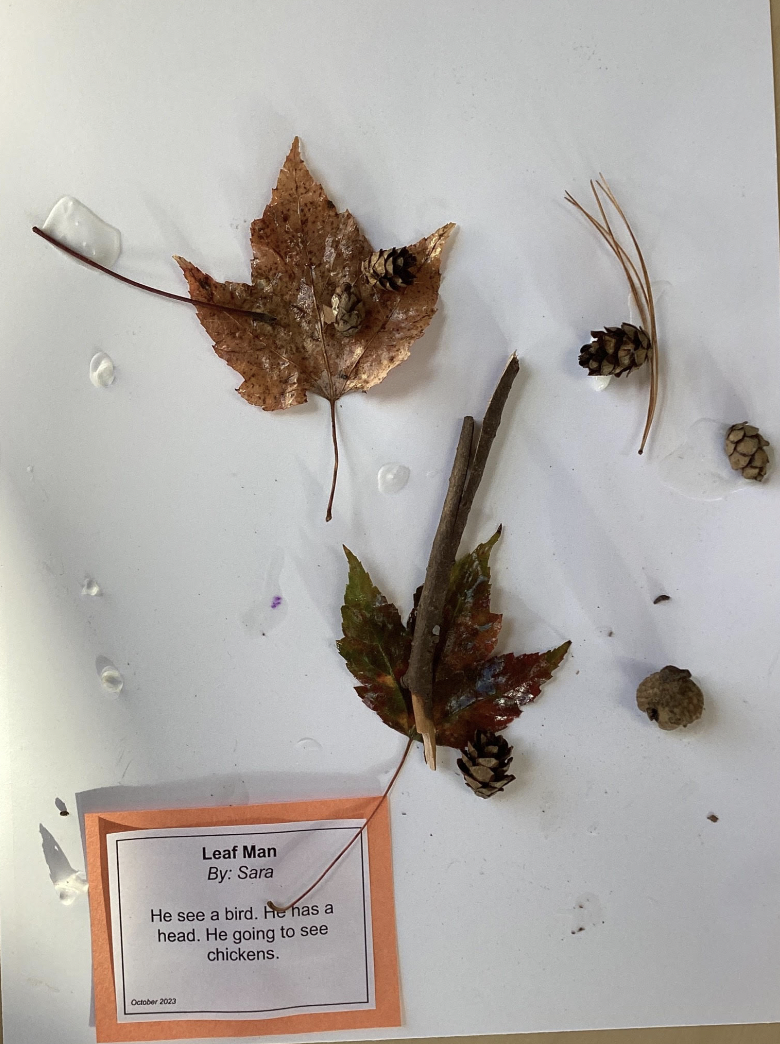 Leaf Man
By: Sara
He see a bird. He has a
head. He going to see
chickens.
October 2023